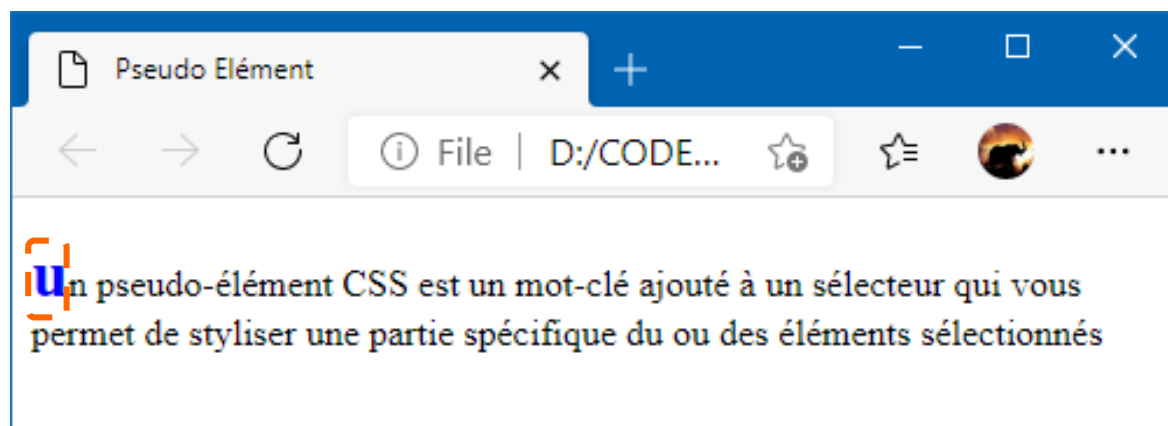 Pseudo Elément
File | D:/CODE...
un pseudo-élément CSS est un mot-clé ajouté à un sélecteur qui vous
permet de styliser une partie spécifique du ou des éléments sélectionnés